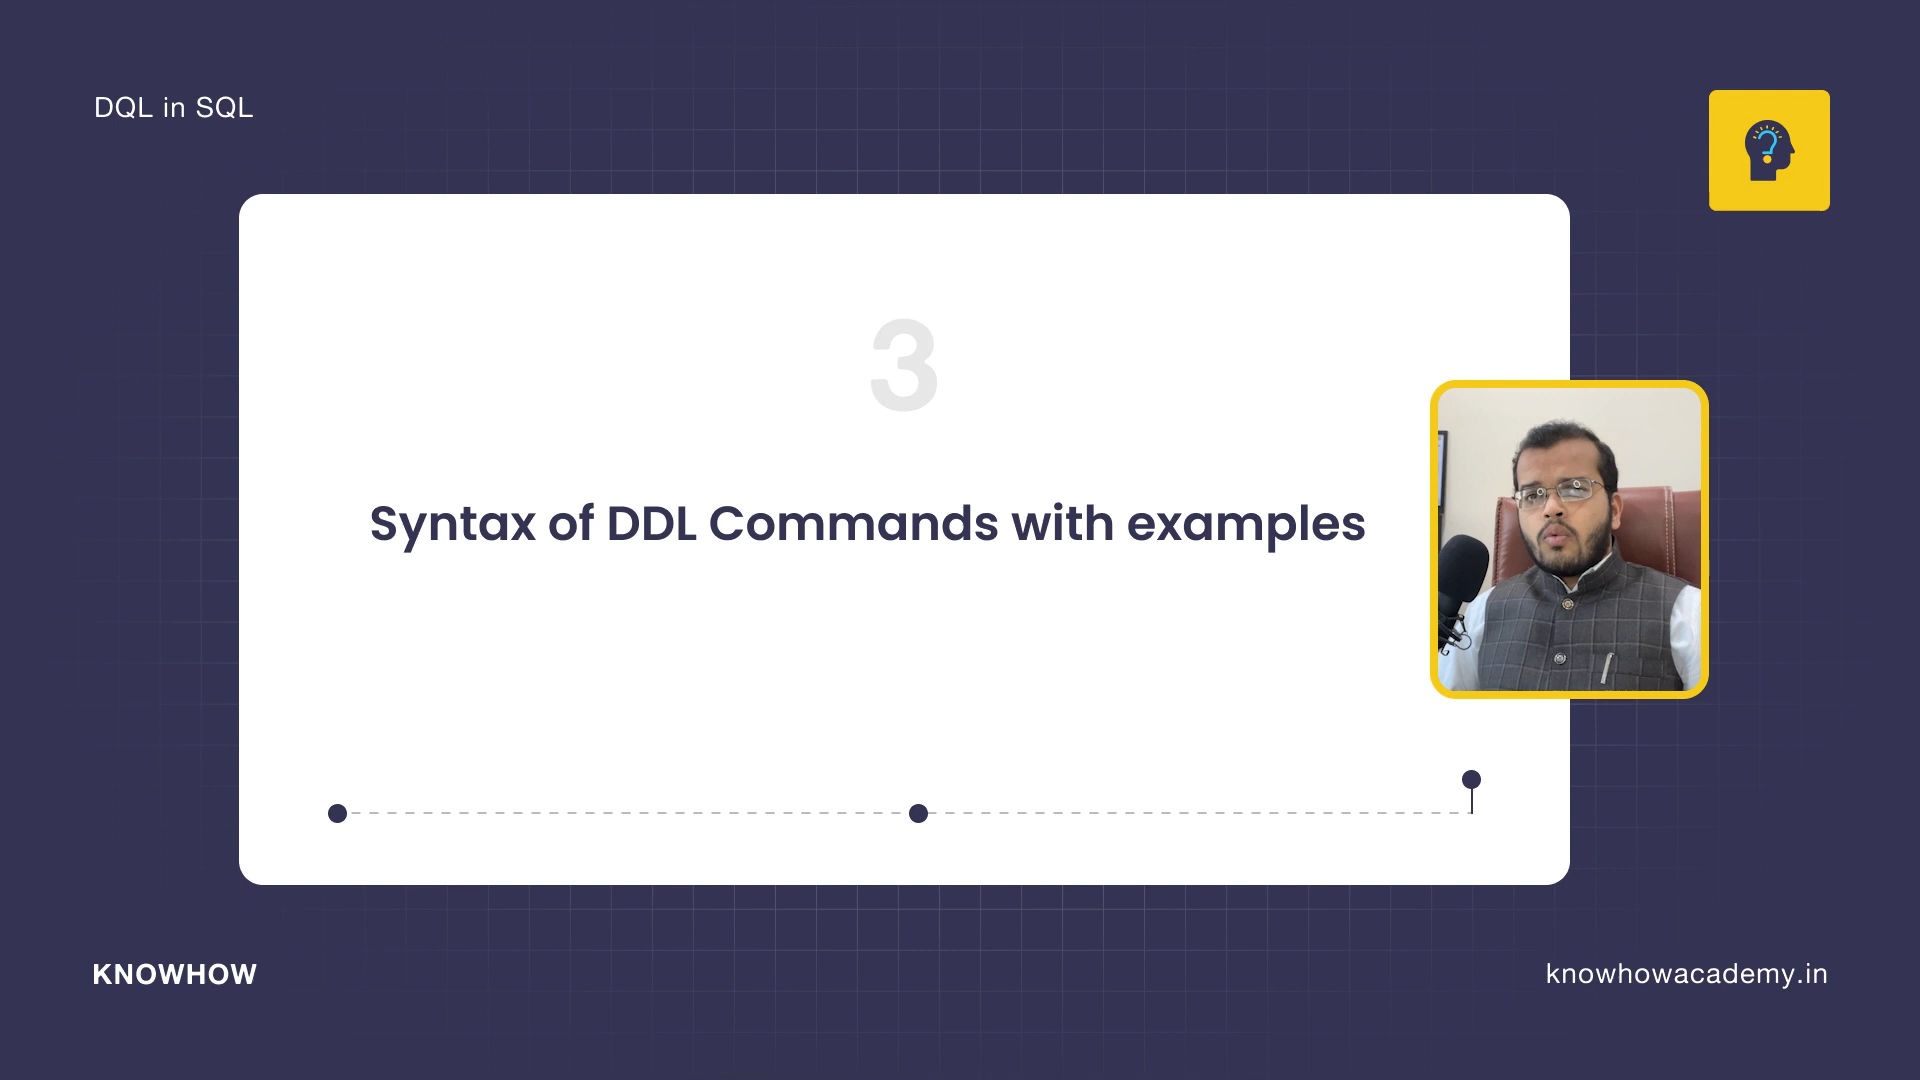 DQL in SQL
3
Syntax of DDL Commands with examples
KNOWHOW
knowhowacademy.in